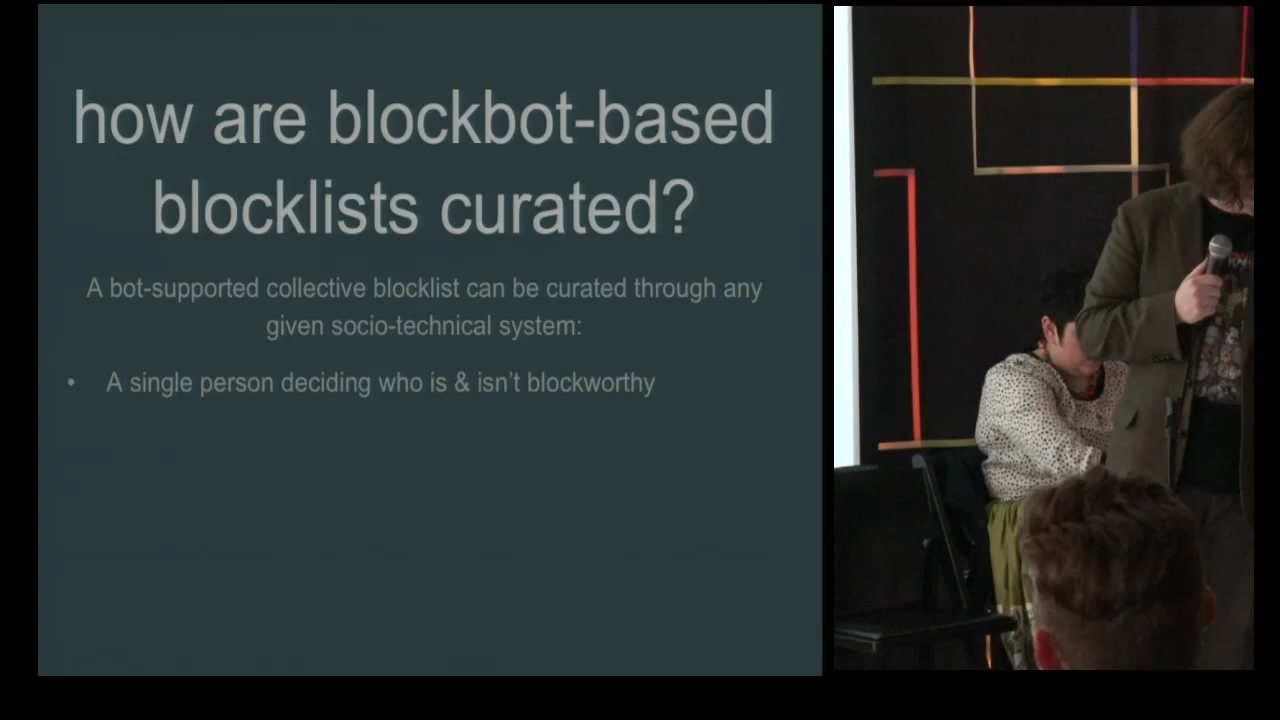 how are blockbot-based
blocklists curated?
A bot-supported collective blocklist can be curated through any
given socio-technical system:
• A single person deciding who is & isn’t blockworthy